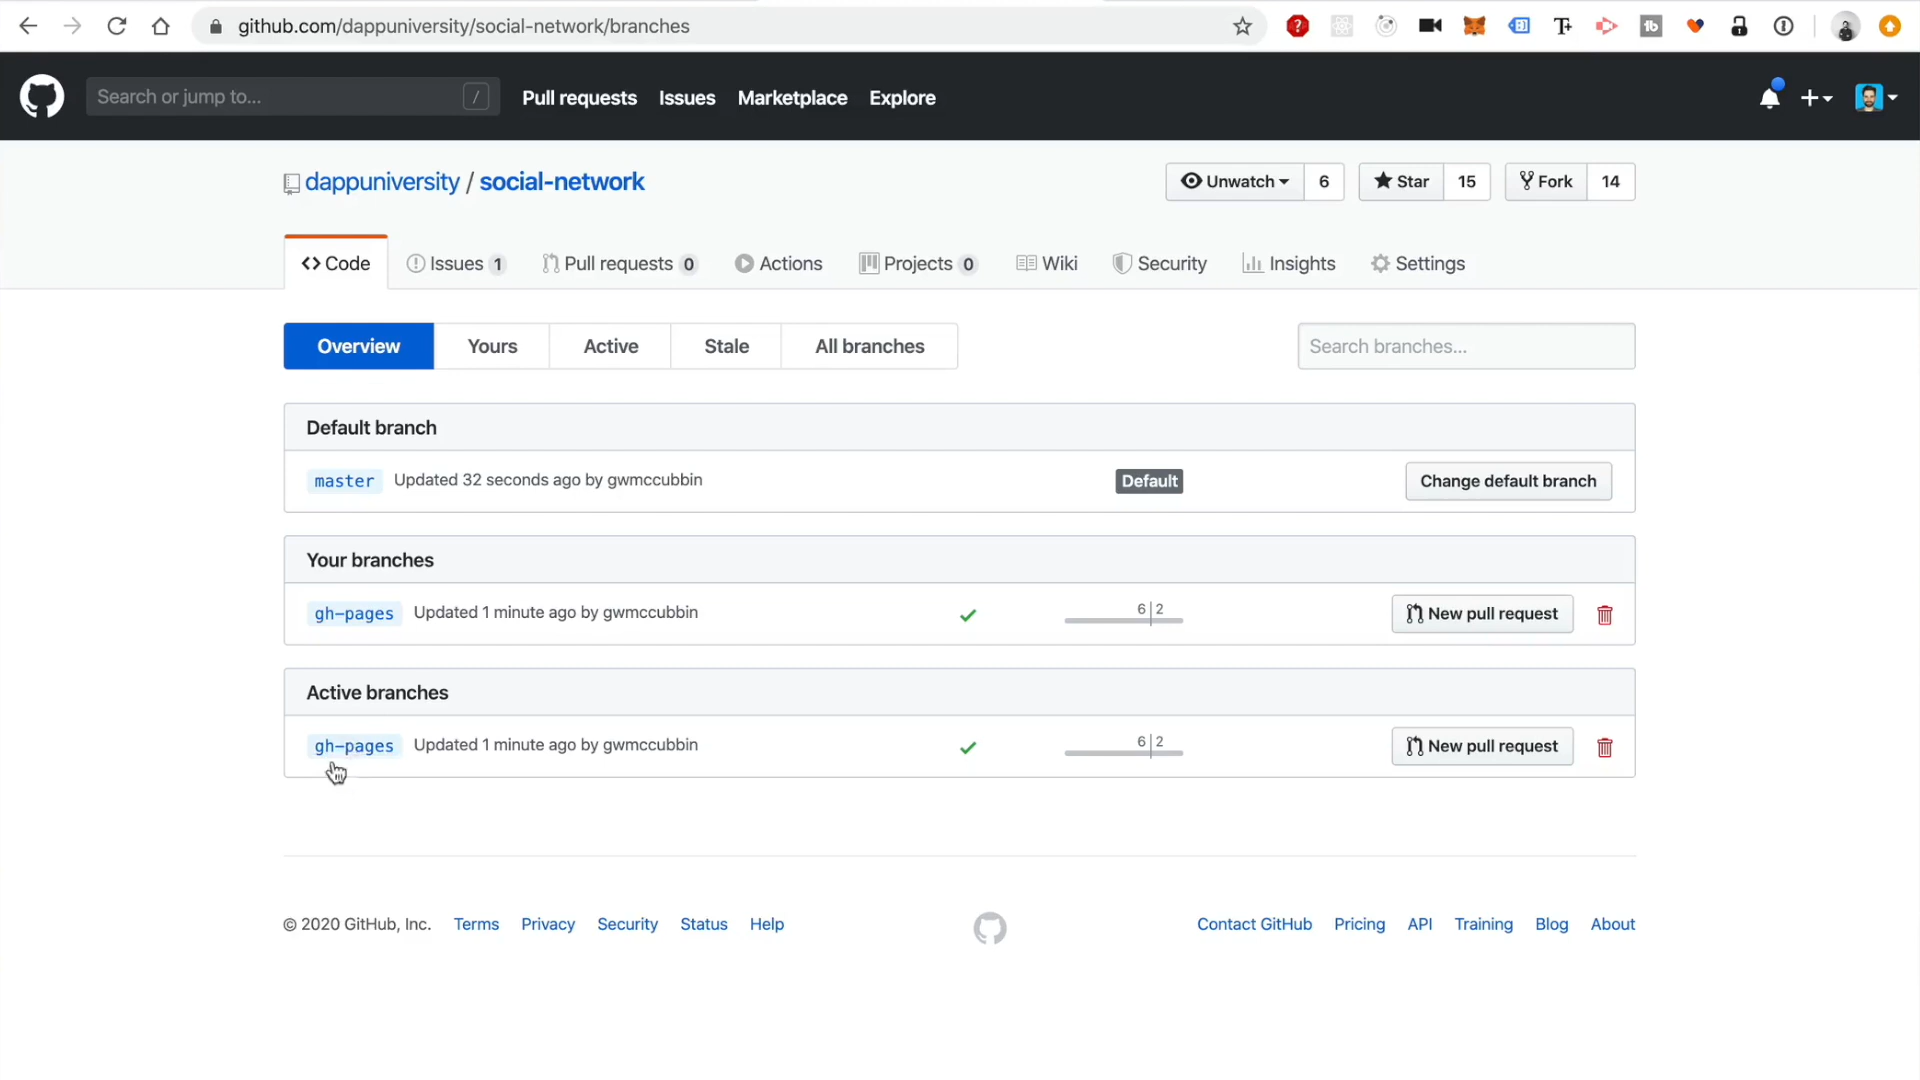 github.com/dappuniversity/social-network/branches
Search or jump to... /
Pull requests Issues Marketplace Explore
dappuniversity / social-network
Unwatch 6 Star 15 Fork 14
Code Issues 1 Pull requests 0 Actions Projects 0 Wiki Security Insights Settings
Overview Yours Active Stale All branches
Search branches...
Default branch
master Updated 32 seconds ago by gwmccubbin Default Change default branch
Your branches
gh-pages Updated 1 minute ago by gwmccubbin 6 2 New pull request
Active branches
gh-pages Updated 1 minute ago by gwmccubbin 6 2 New pull request
© 2020 GitHub, Inc. Terms Privacy Security Status Help Contact GitHub Pricing API Training Blog About